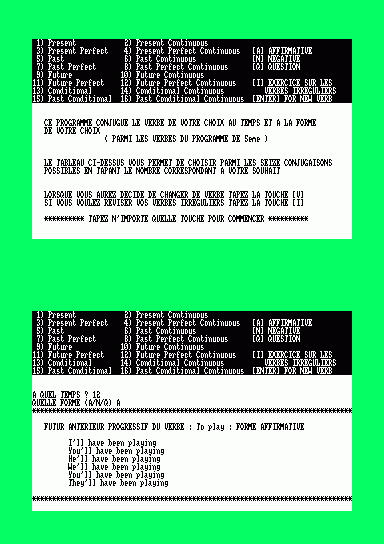 1) Present 2) Present Continuous
3) Present Perfect 4) Present Perfect Continuous [A] AFFIRMATIVE
5) Past 6) Past Continuous [N] NEGATIVE
7) Past Perfect 8) Past Perfect Continuous [Q] QUESTION
9) Future 10) Future Continuous
11) Future Perfect 12) Future Perfect Continuous [I] EXERCICE SUR LES
13) Conditional 14) Conditional Continuous VERBES IRREGULIERS
15) Past Conditional 16) Past Conditional Continuous [ENTER] FOR NEW VERB
CE PROGRAMME CONJUGUE LE VERBE DE VOTRE CHOIX AU TEMPS ET A LA FORME
DE VOTRE CHOIX
( PARMI LES VERBES DU PROGRAMME DE 5eme )
LE TABLEAU CI-DESSUS VOUS PERMET DE CHOISIR PARMI LES SEIZE CONJUGAISONS
POSSIBLES EN TAPANT LE NOMBRE CORRESPONDANT A VOTRE SOUHAIT
LORSQUE VOUS AUREZ DECIDE DE CHANGER DE VERBE TAPEZ LA TOUCHE [V]
SI VOUS VOULEZ REVISER VOS VERBES IRREGULIERS TAPEZ LA TOUCHE [I]
********** TAPEZ N'IMPORTE QUELLE TOUCHE POUR COMMENCER **********
1) Present 2) Present Continuous
3) Present Perfect 4) Present Perfect Continuous [A] AFFIRMATIVE
5) Past 6) Past Continuous [N] NEGATIVE
7) Past Perfect 8) Past Perfect Continuous [Q] QUESTION
9) Future 10) Future Continuous
11) Future Perfect 12) Future Perfect Continuous [I] EXERCICE SUR LES
13) Conditional 14) Conditional Continuous VERBES IRREGULIERS
15) Past Conditional 16) Past Conditional Continuous [ENTER] FOR NEW VERB
A QUEL TEMPS ? 12
QUELLE FORME (A/N/Q) A
********************************************************************************
FUTUR ANTERIEUR PROGRESSIF DU VERBE : To play : FORME AFFIRMATIVE
I'll have been playing
You'll have been playing
He'll have been playing
We'll have been playing
You'll have been playing
They'll have been playing
********************************************************************************